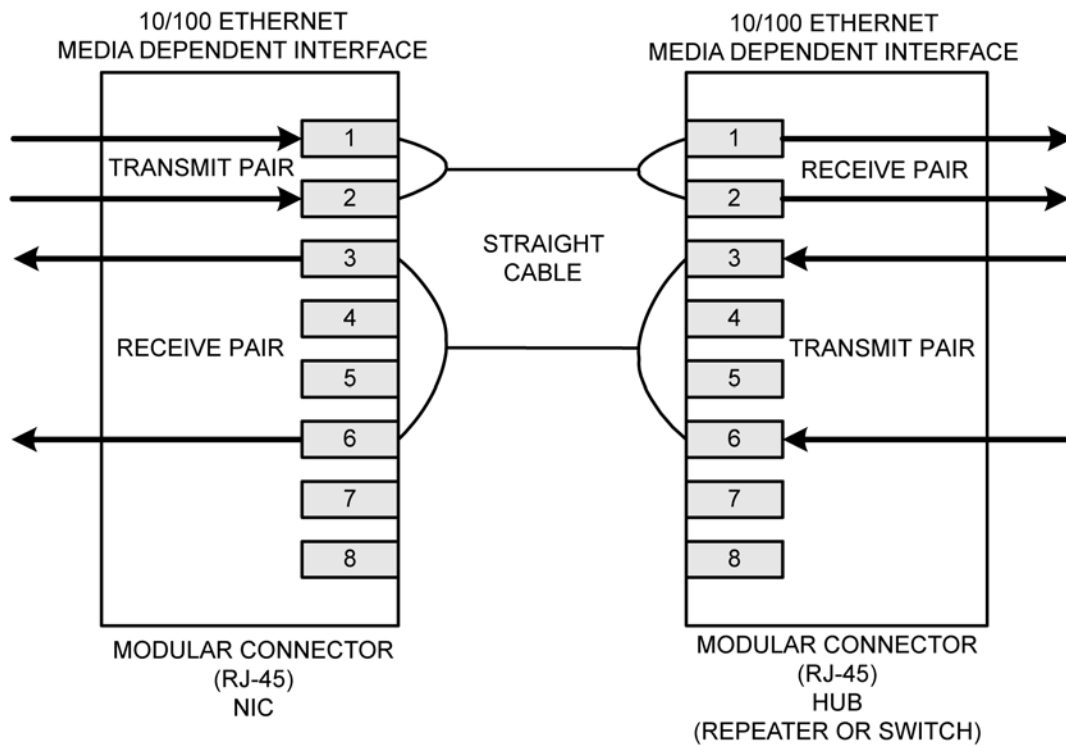 10/100 ETHERNET
MEDIA DEPENDENT INTERFACE
1
TRANSMIT PAIR
2
3
4
RECEIVE PAIR
5
6
7
8
MODULAR CONNECTOR
(RJ-45)
NIC
STRAIGHT
CABLE
10/100 ETHERNET
MEDIA DEPENDENT INTERFACE
1
RECEIVE PAIR
2
3
4
TRANSMIT PAIR
5
6
7
8
MODULAR CONNECTOR
(RJ-45)
HUB
(REPEATER OR SWITCH)